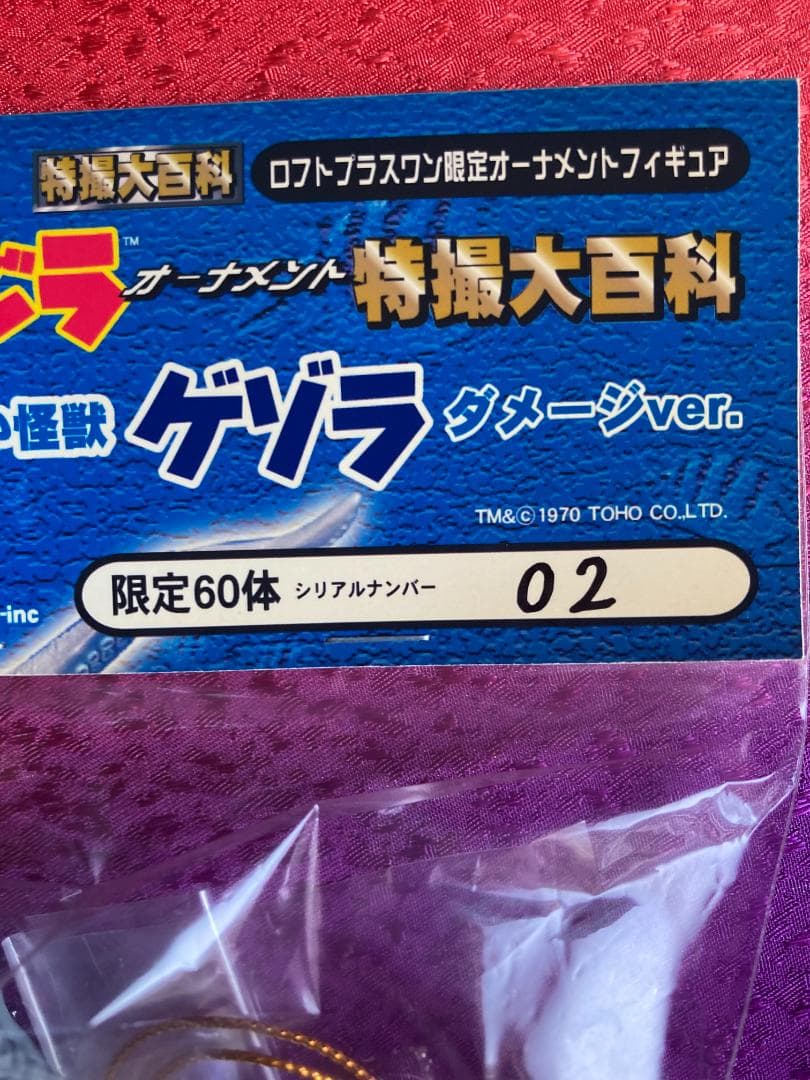 特撮大百科 ロフトプラスワン限定オーナメントフィギュア
ジラ™ オーナメント 特撮大百科
怪獣 ゲゾラ ダメージver.
TM&©1970 TOHO CO.,LTD.
限定60体 シリアルナンバー 02
-inc